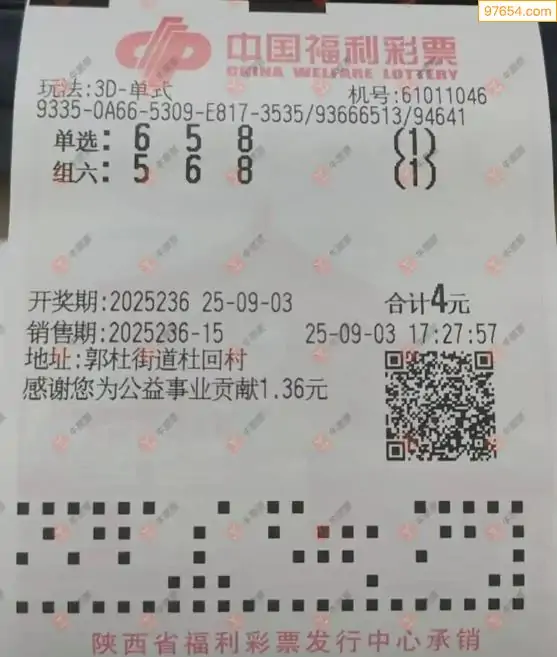 97654.com
中国福利彩票
CHINA WELFARE LOTTERY
玩法:3D-单式 机号:61011046
9335-0A66-5309-E817-3535/93666513/94641
单选: 6 5 8 (1)
组六: 5 6 8 (1)
开奖期:2025236 25-09-03 合计4元
销售期:2025236-15 25-09-03 17:27:57
地址:郭杜街道杜回村
感谢您为公益事业贡献1.36元
陕西省福利彩票发行中心承销